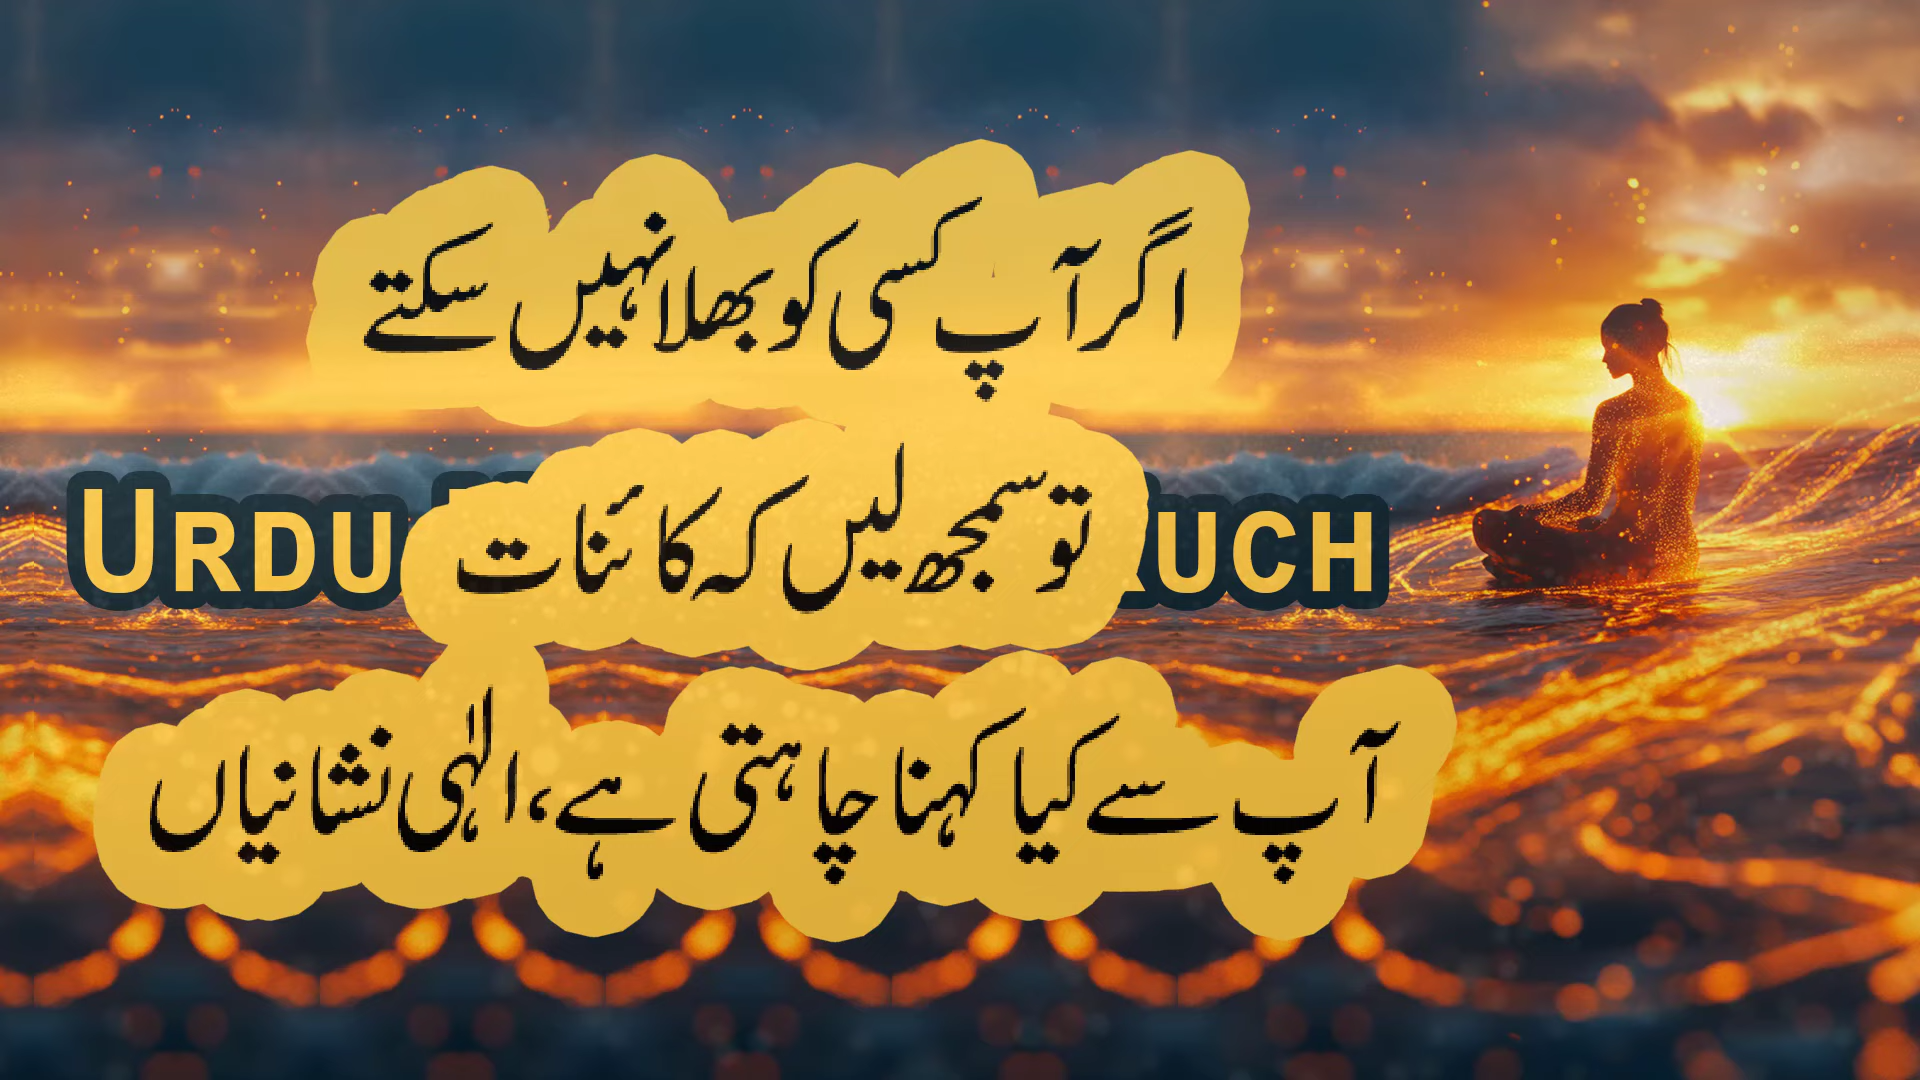 اگر آپ کسی کو بھلا نہیں سکتے
تو سمجھ لیں کہ کائنات
URDU UCH
آپ سے کیا کہنا چاہتی ہے، الٰہی نشانیاں